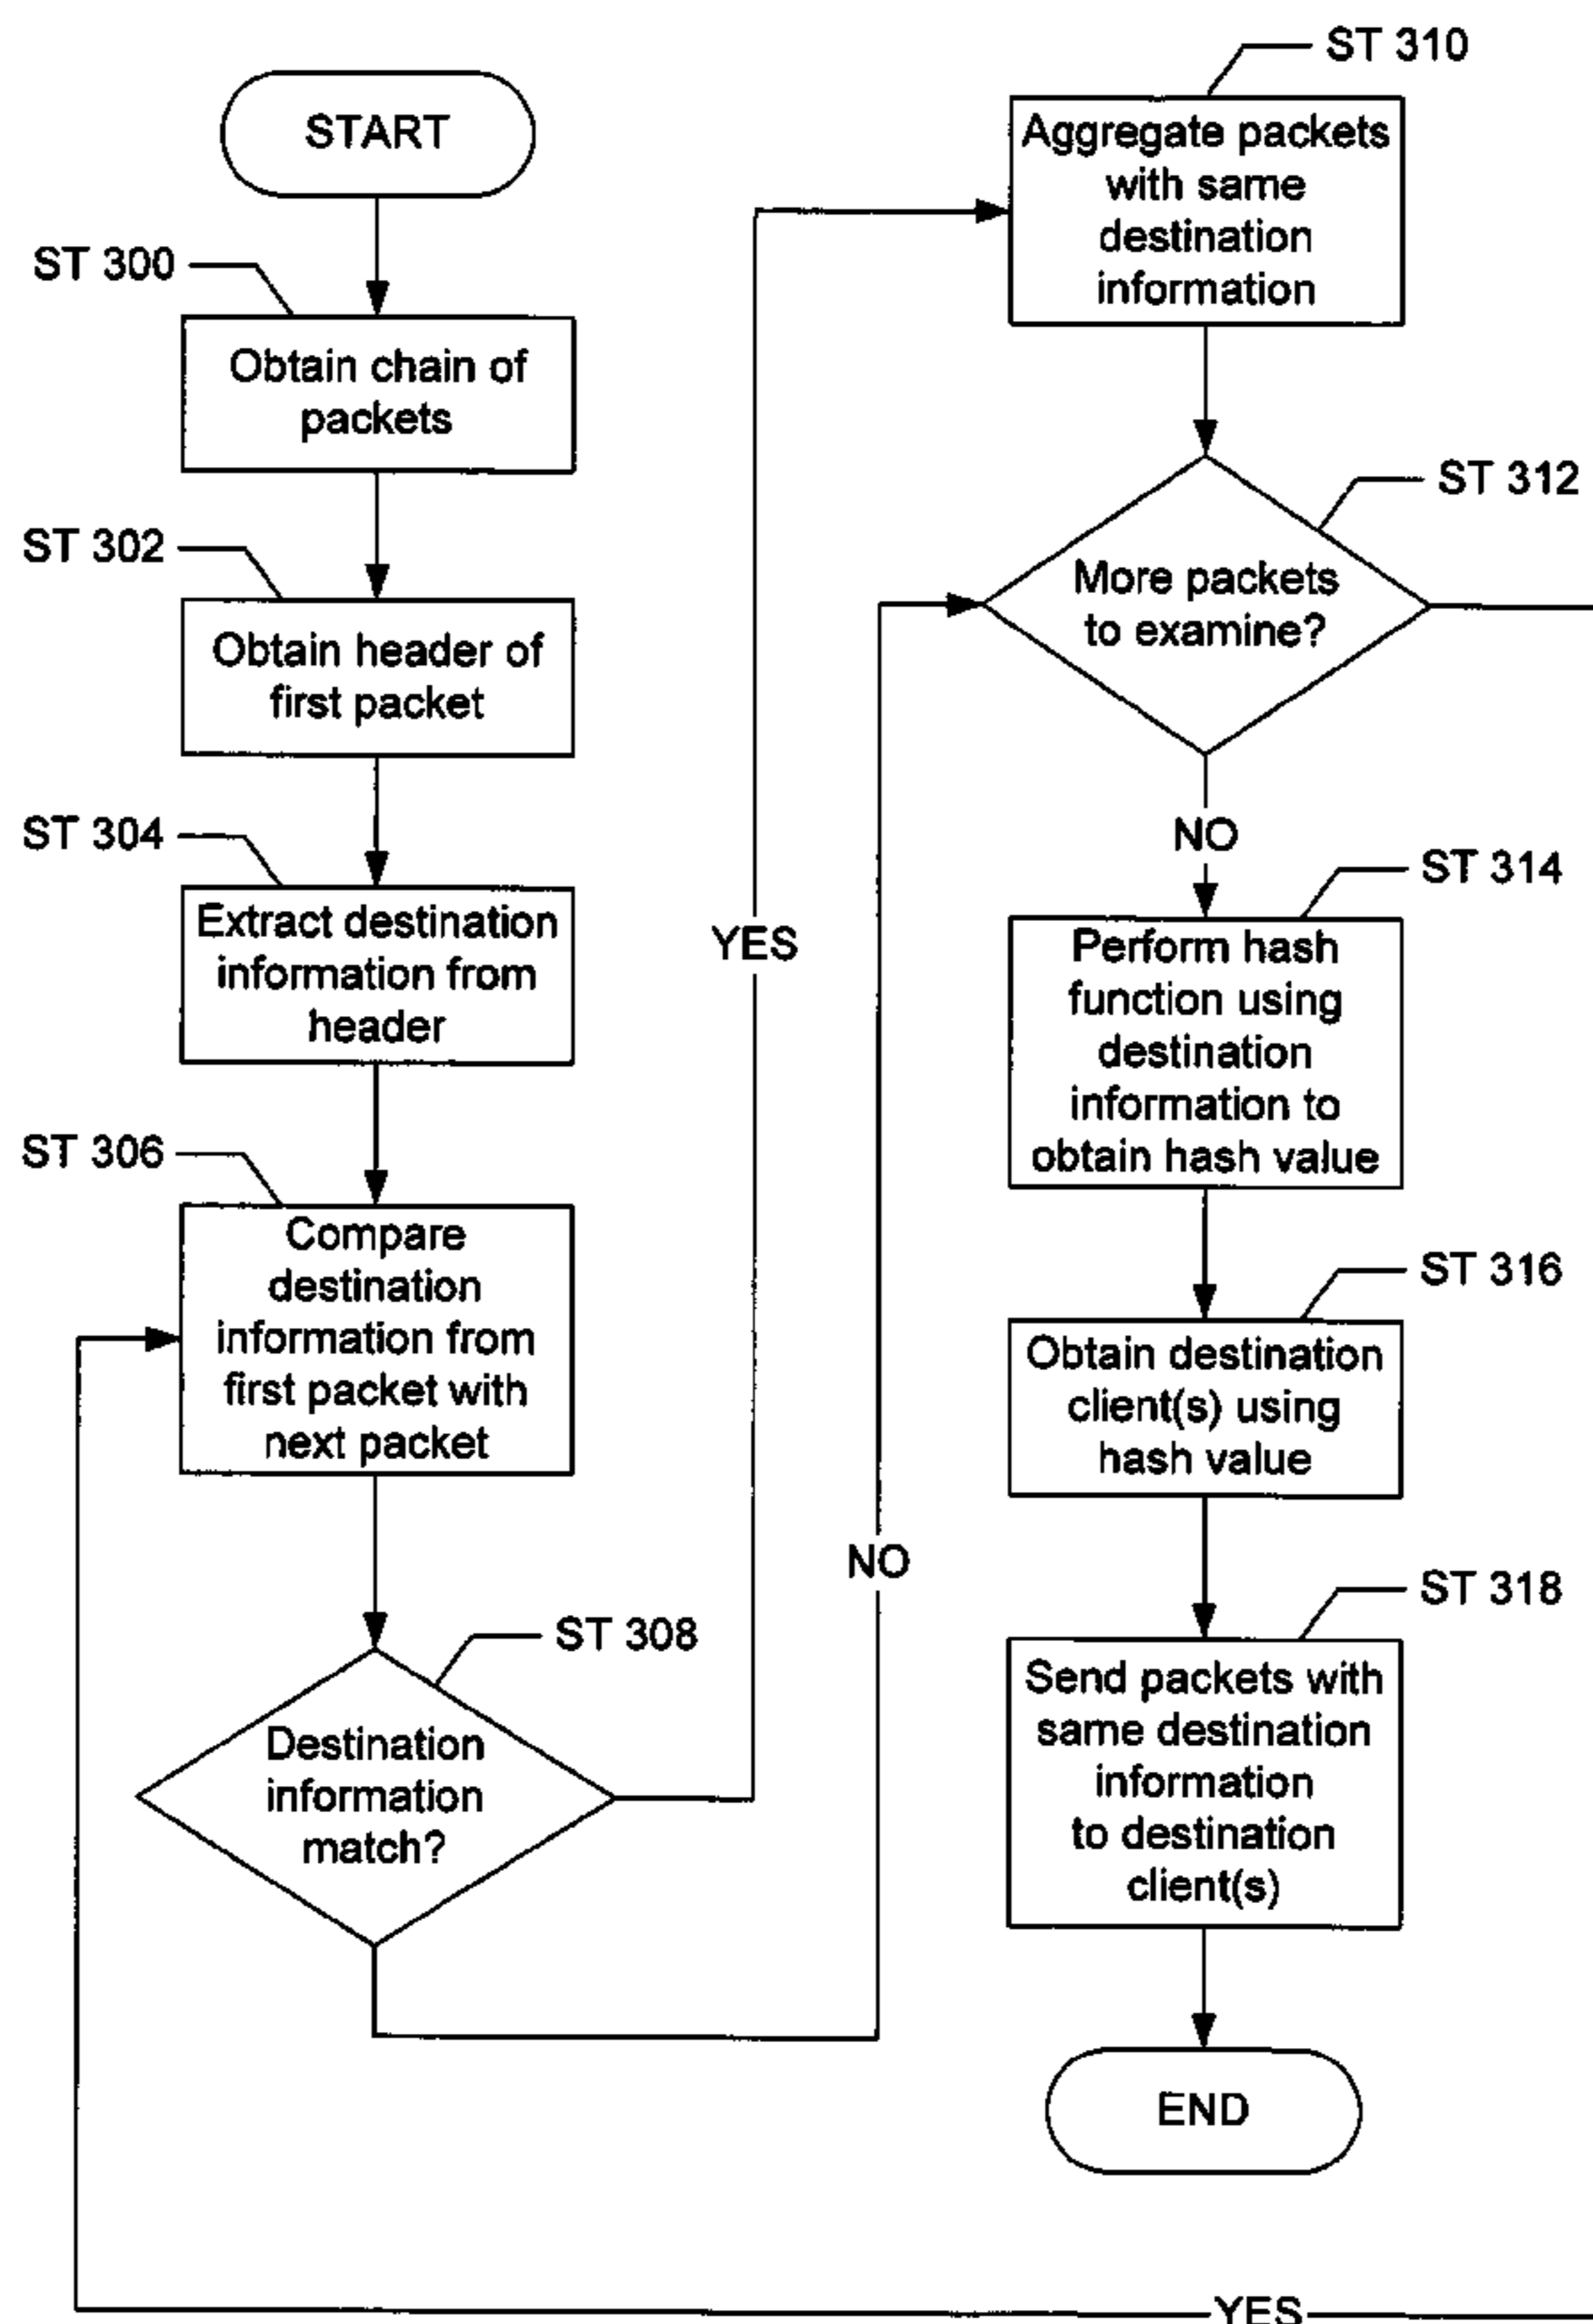 START
ST 300
Obtain chain of
packets
ST 302
Obtain header of
first packet
ST 304
Extract destination
information from
header
ST 306
Compare
destination
information from
first packet with
next packet
ST 308
Destination
information
match?
YES
NO
ST 310
Aggregate packets
with same
destination
information
ST 312
More packets
to examine?
NO
ST 314
Perform hash
function using
destination
information to
obtain hash value
ST 316
Obtain destination
client(s) using
hash value
ST 318
Send packets with
same destination
information
to destination
client(s)
END
YES